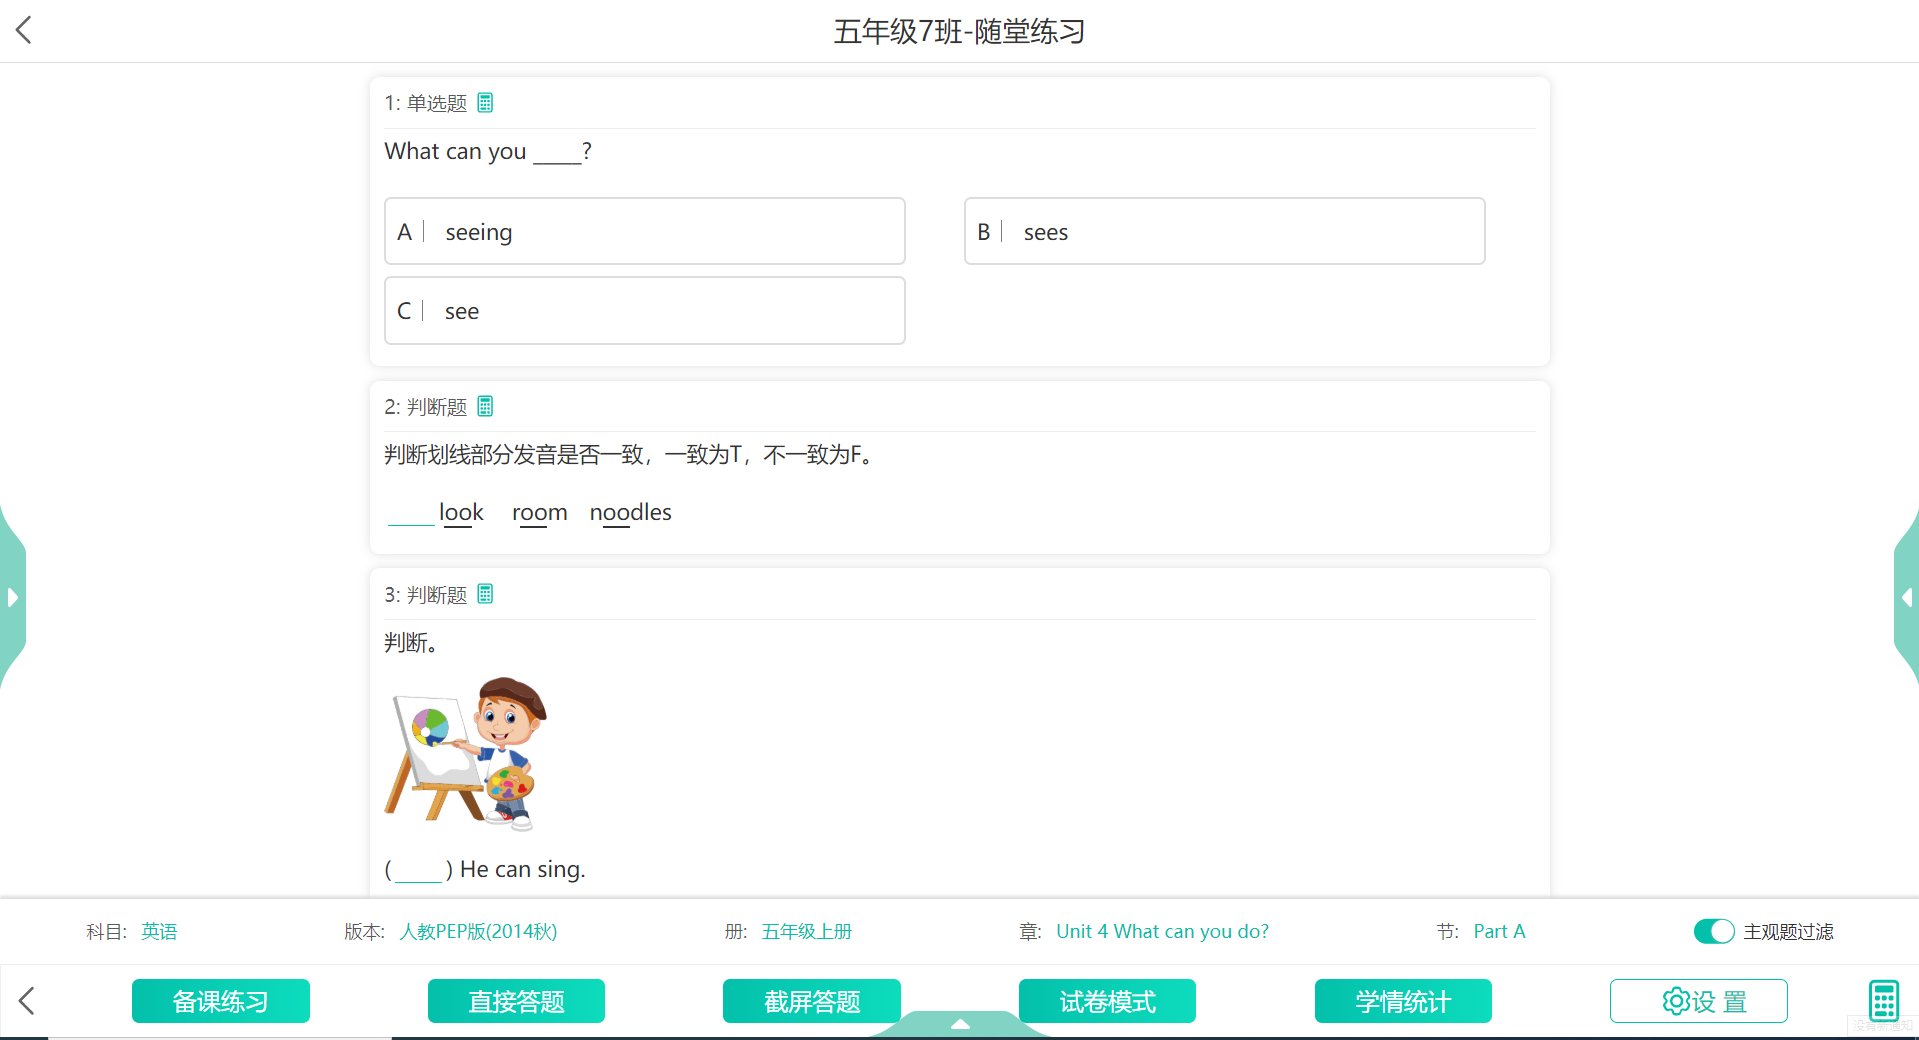 五年级7班-随堂练习
1: 单选题
What can you ____?
A seeing
B sees
C see
2: 判断题
判断划线部分发音是否一致，一致为T，不一致为F。
____ look room noodles
3: 判断题
判断。
(____) He can sing.
科目: 英语 版本: 人教PEP版(2014秋) 册: 五年级上册 章: Unit 4 What can you do? 节: Part A 主观题过滤
备课练习 直接答题 截屏答题 试卷模式 学情统计 设置
没有新通知